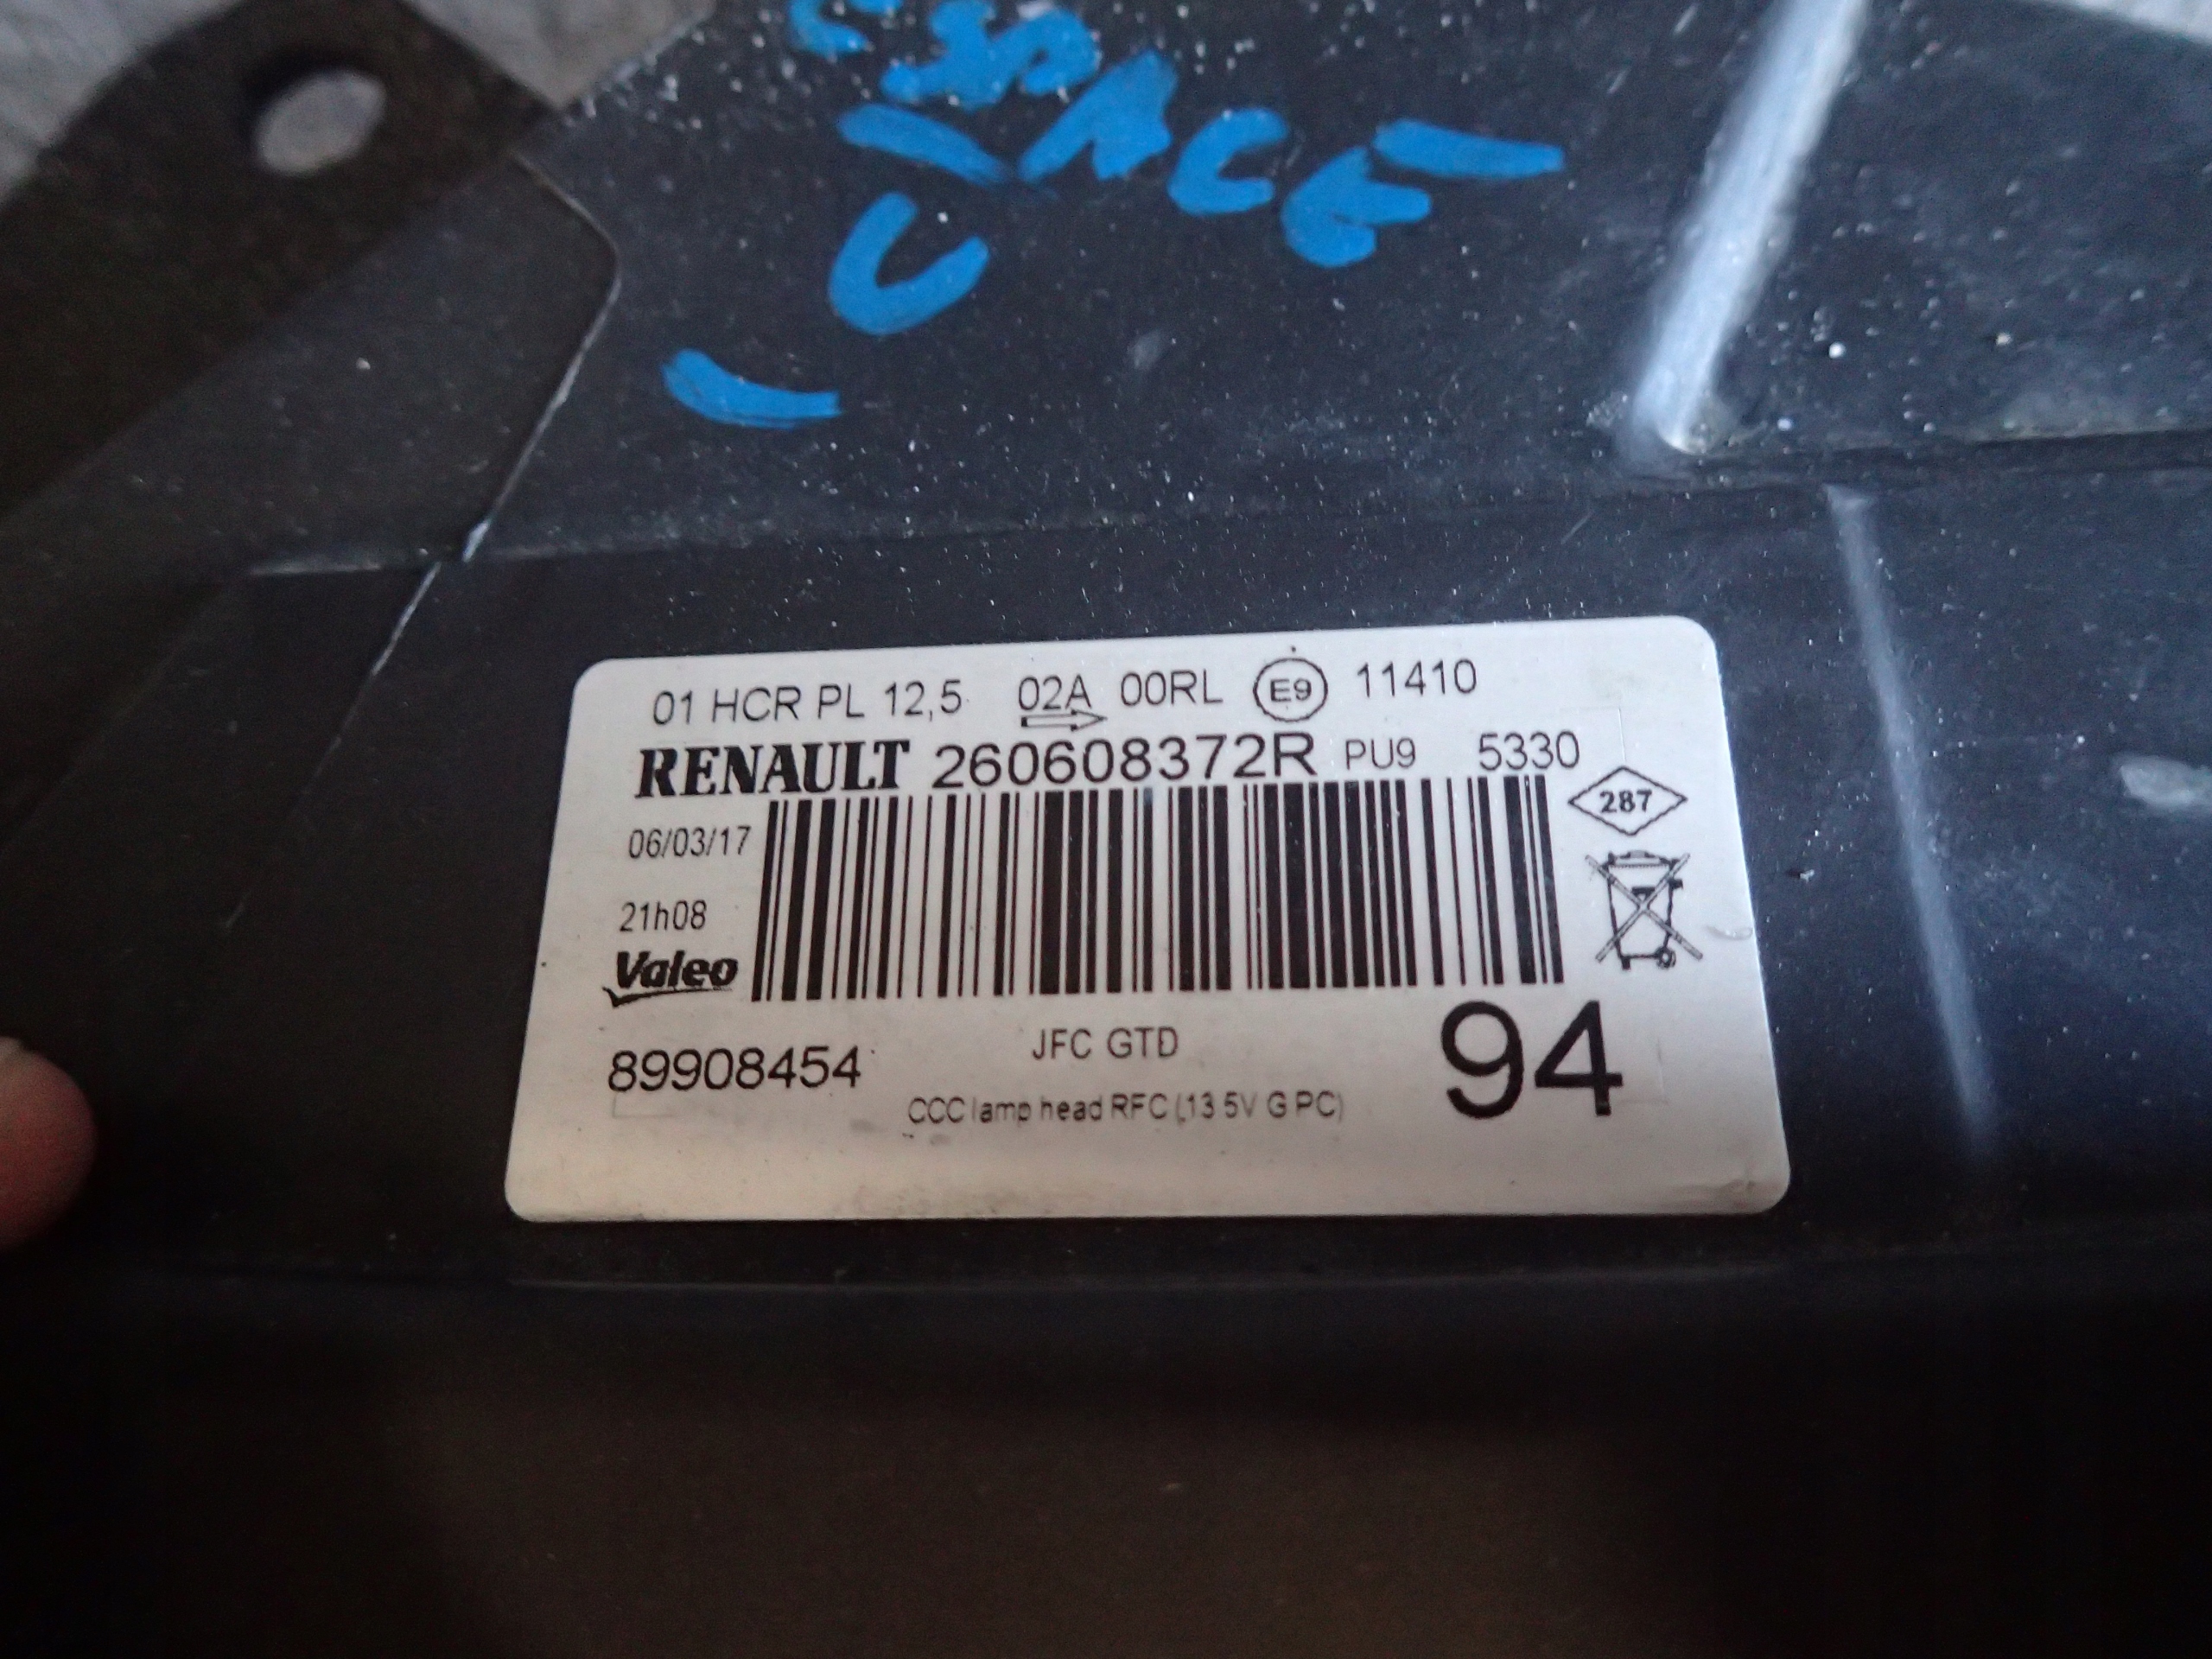 ESPACE
V
01 HCR PL 12,5 02A 00RL E9 11410
RENAULT 260608372R PU9 5330
287
06/03/17
21h08
Valeo
JFC GTD
94
89908454
CCC lamp head RFC (13.5V G PC)